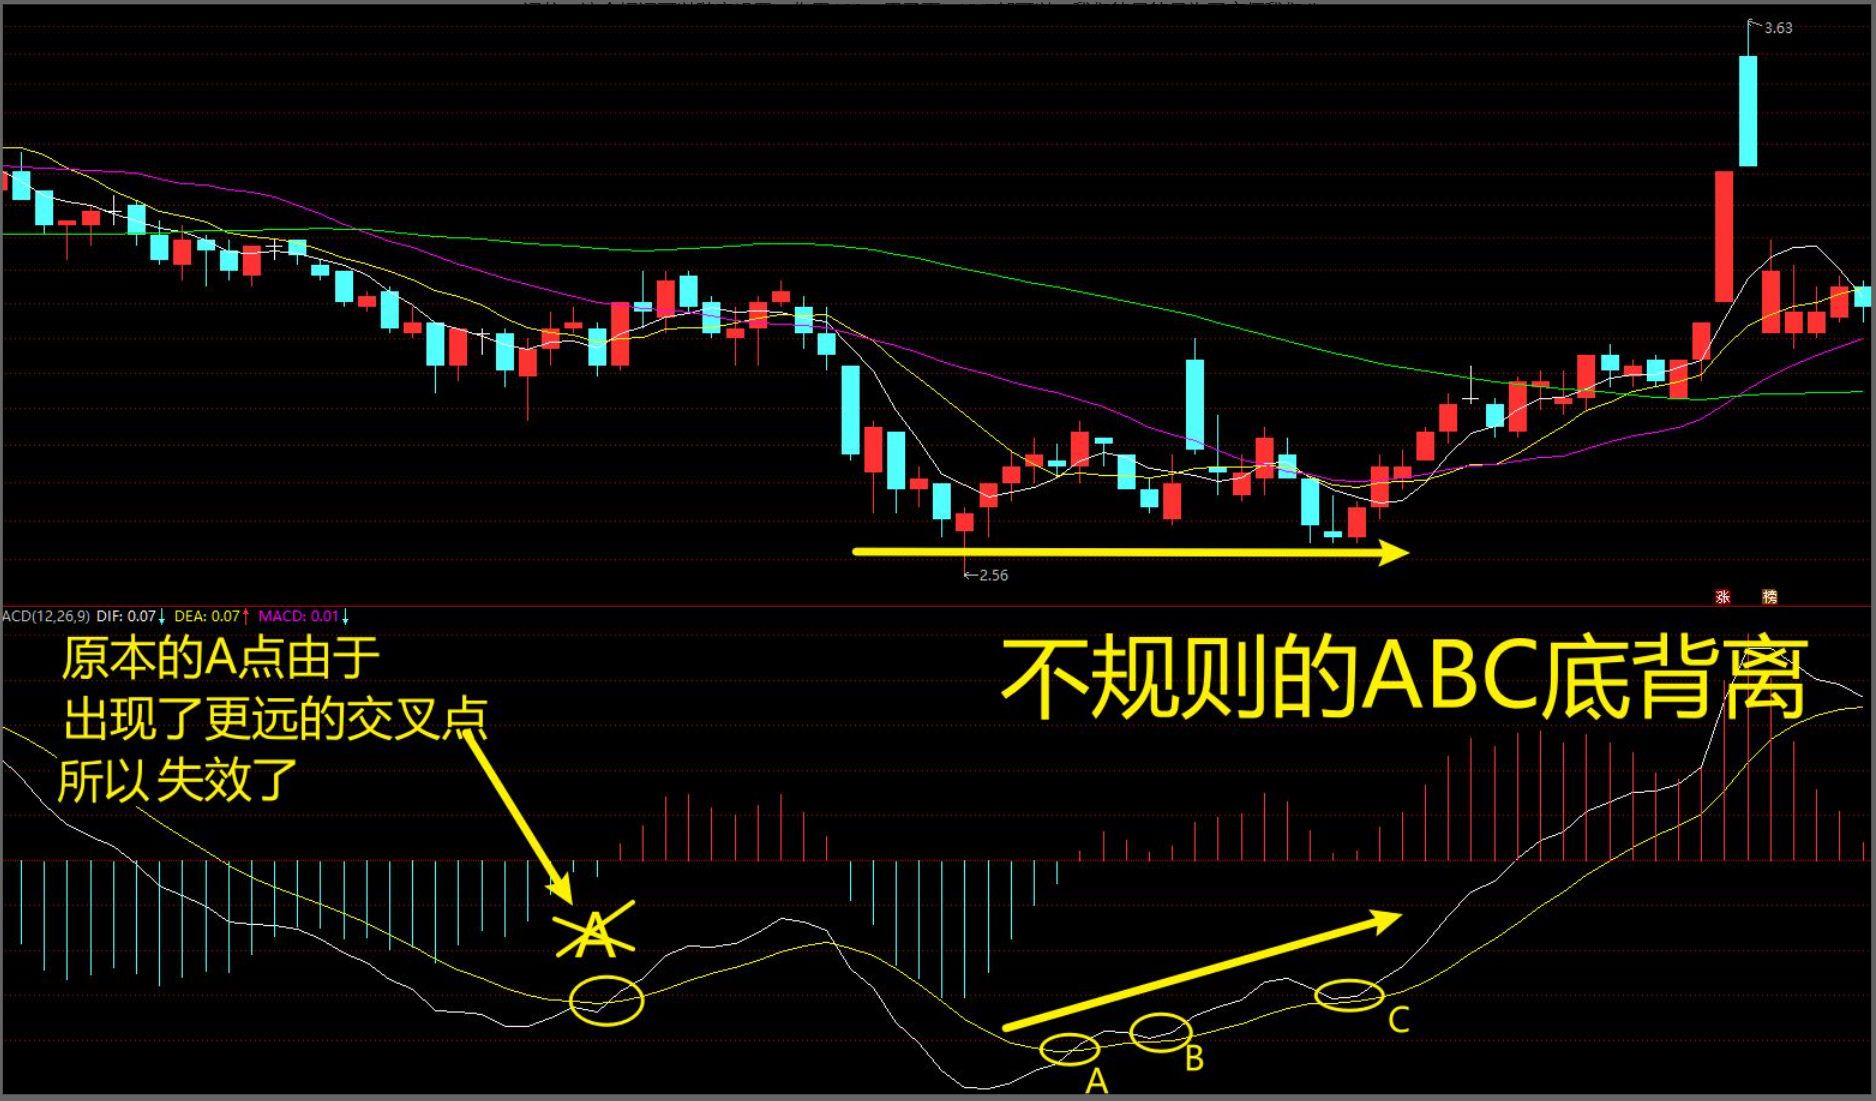 3.63
←2.56
涨 榜
ACD(12,26,9) DIF: 0.07↓ DEA: 0.07↑ MACD: 0.01↓
原本的A点由于
出现了更远的交叉点
所以失效了
不规则的ABC底背离
A
A
B
C